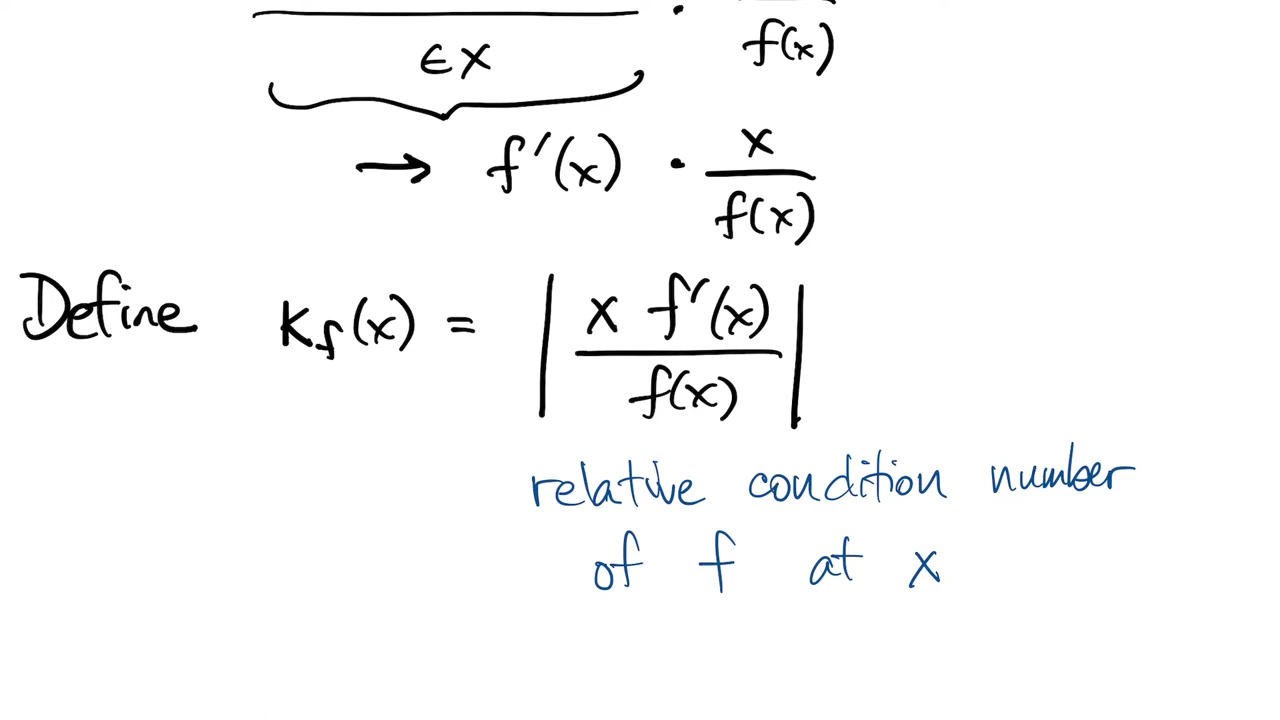 ϵx · / f(x)
→ f′(x) · x / f(x)
Define κf(x) = | x f′(x) / f(x) |
relative condition number
of f at x